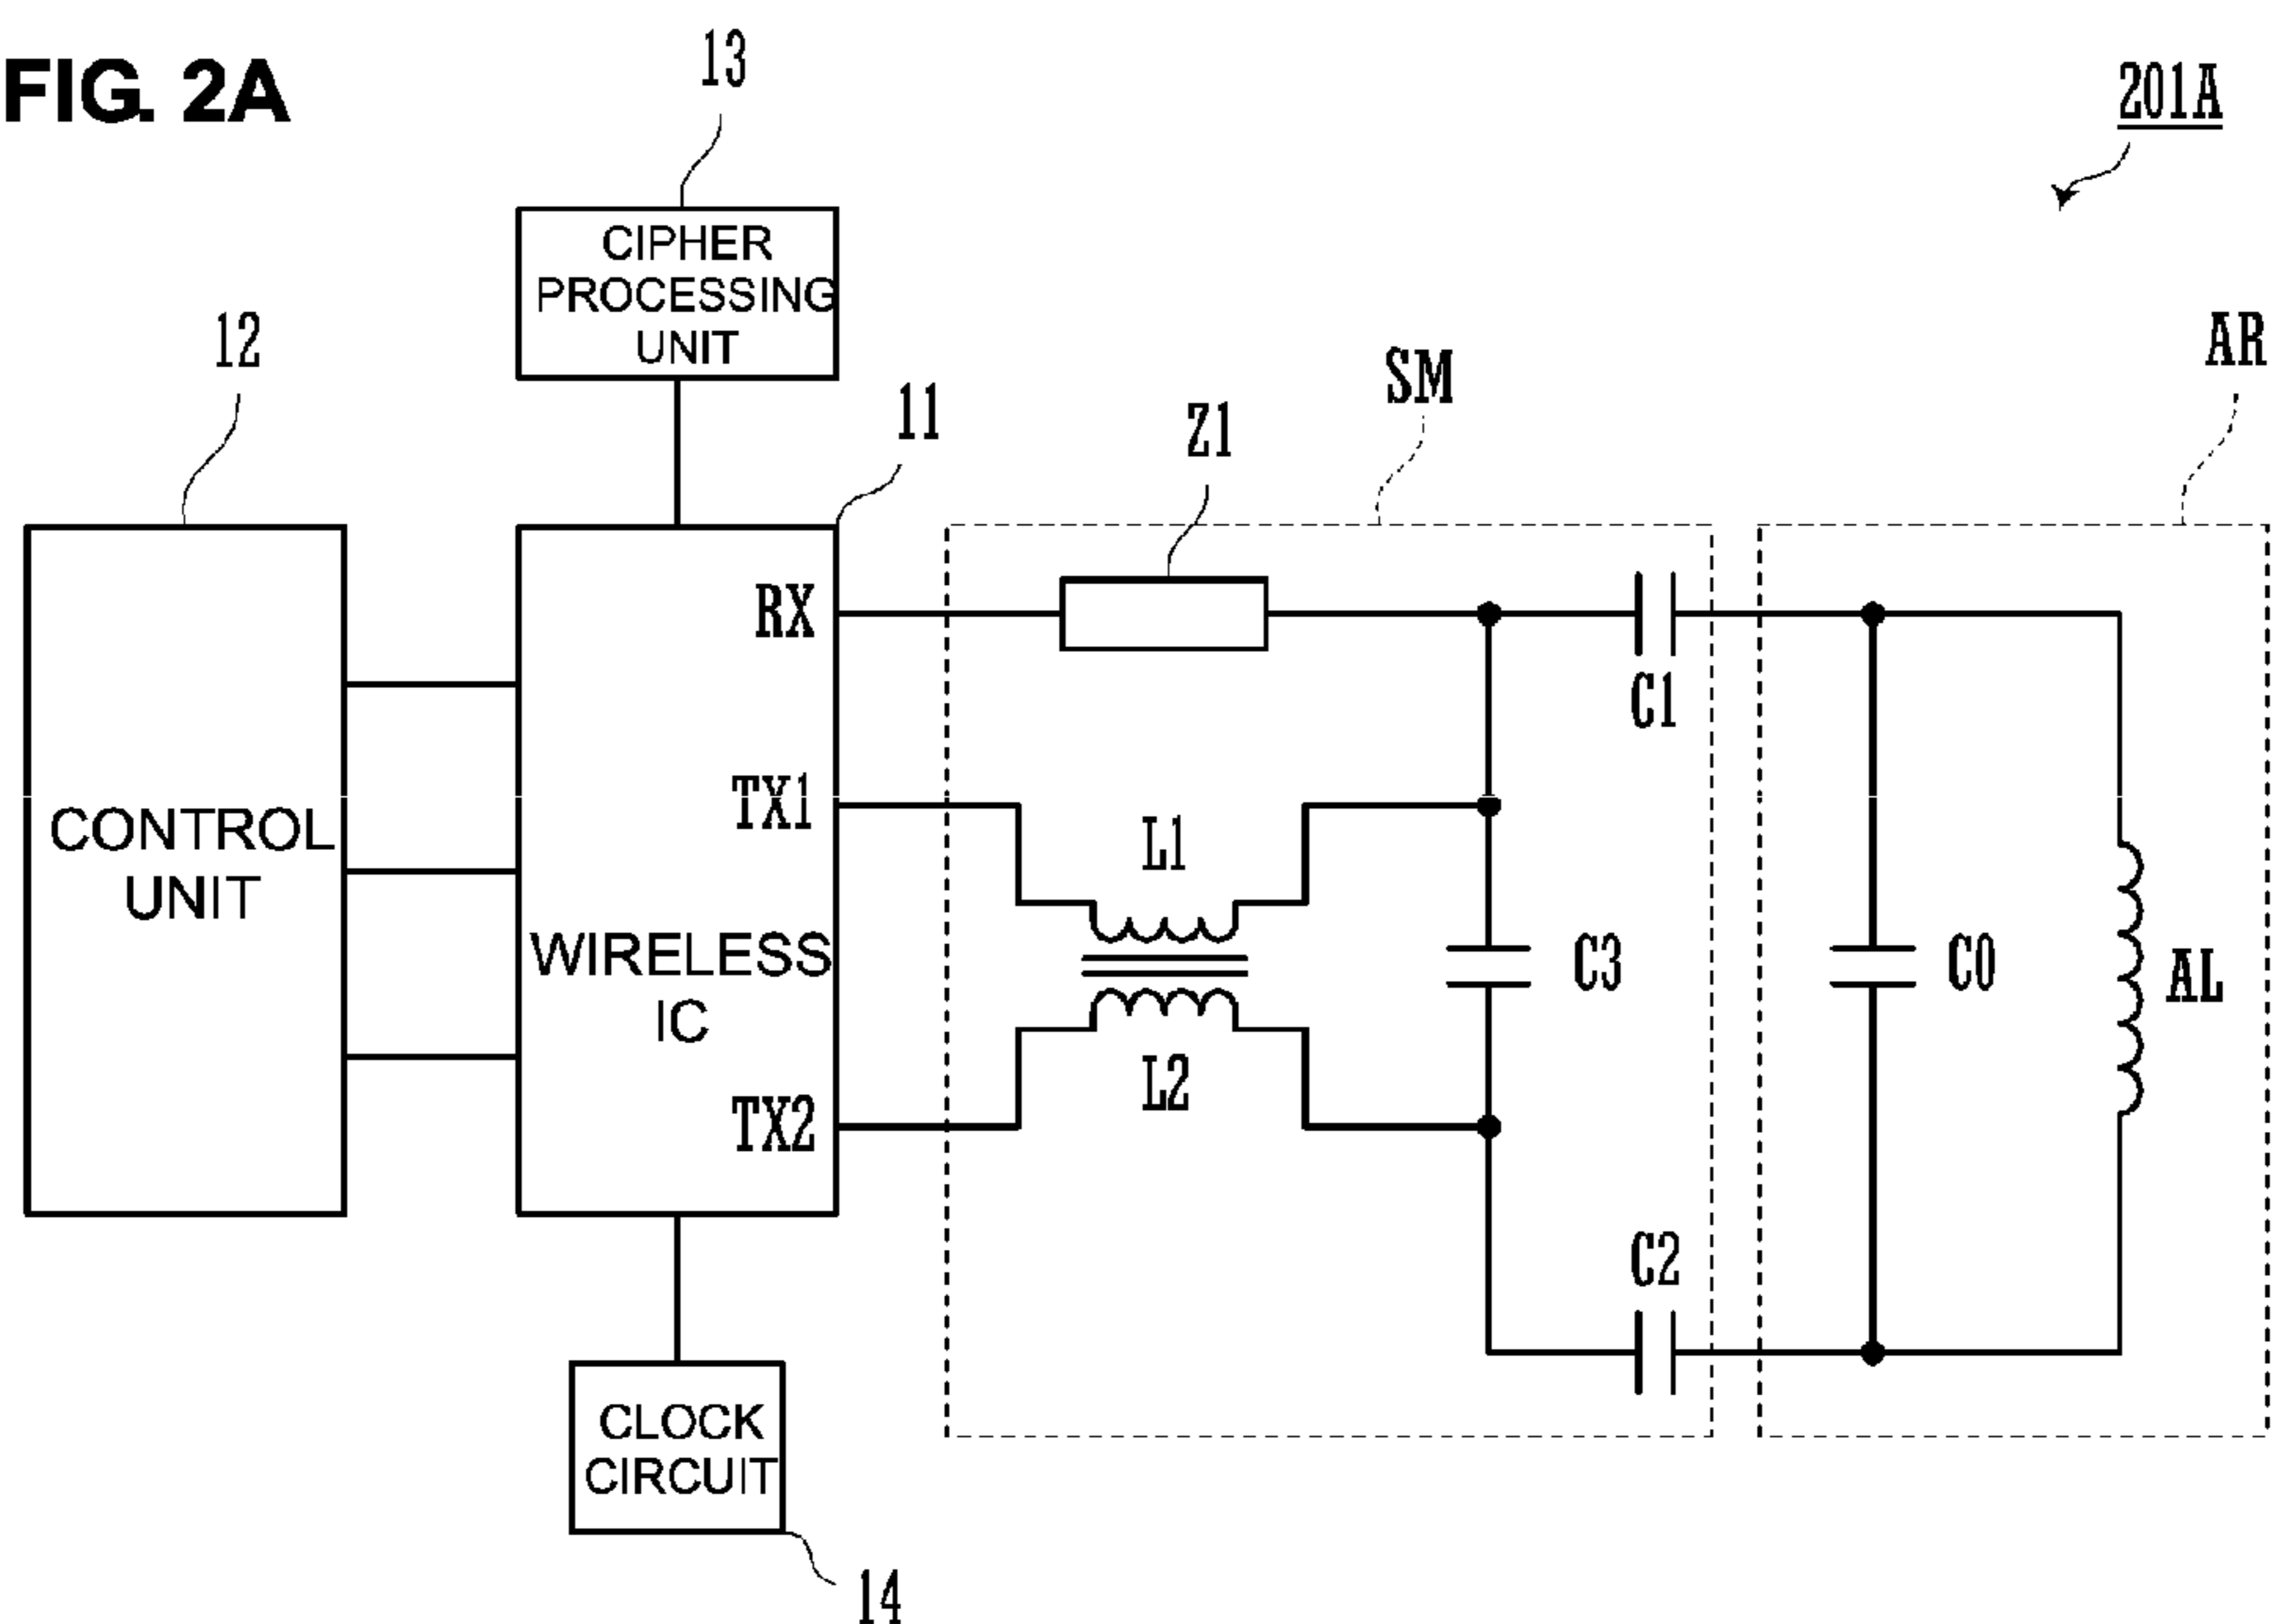 FIG. 2A
13
201A
CIPHER
PROCESSING
UNIT
12
11
Z1
SM
AR
RX
C1
TX1
L1
CONTROL
UNIT
WIRELESS
IC
C3
C0
AL
L2
TX2
C2
CLOCK
CIRCUIT
14